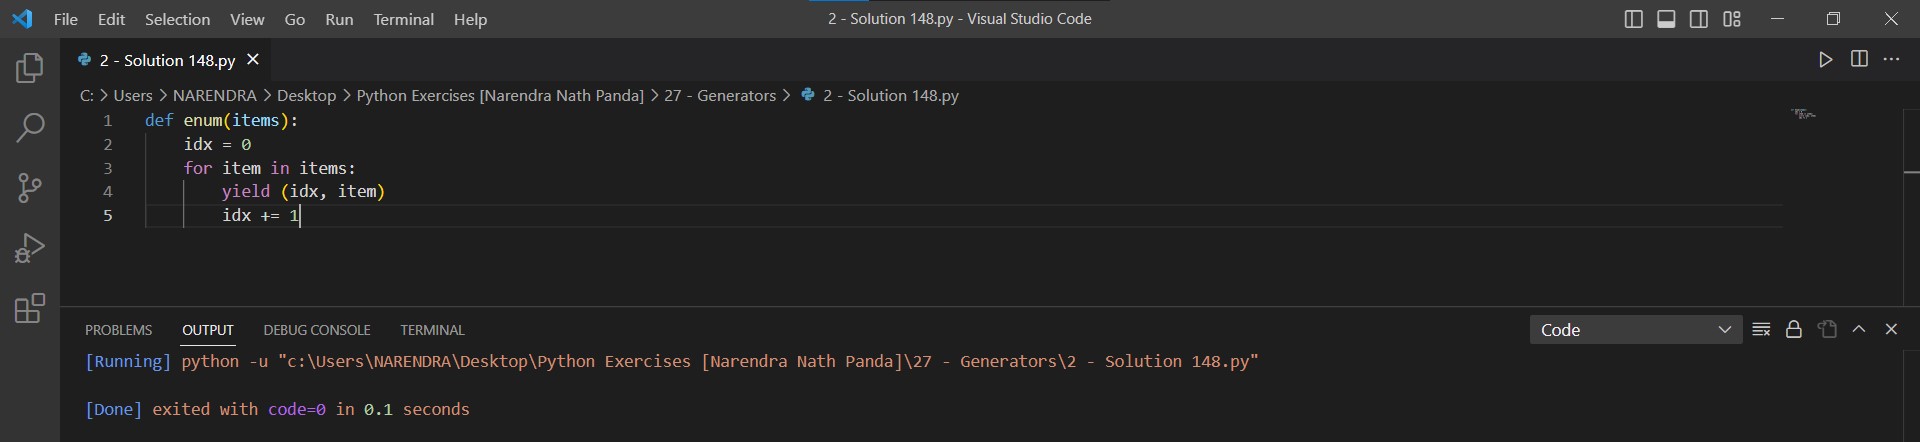 File Edit Selection View Go Run Terminal Help 2 - Solution 148.py - Visual Studio Code
2 - Solution 148.py
C: > Users > NARENDRA > Desktop > Python Exercises [Narendra Nath Panda] > 27 - Generators > 2 - Solution 148.py
1 def enum(items):
2     idx = 0
3     for item in items:
4         yield (idx, item)
5         idx += 1
PROBLEMS OUTPUT DEBUG CONSOLE TERMINAL Code
[Running] python -u "c:\Users\NARENDRA\Desktop\Python Exercises [Narendra Nath Panda]\27 - Generators\2 - Solution 148.py"
[Done] exited with code=0 in 0.1 seconds